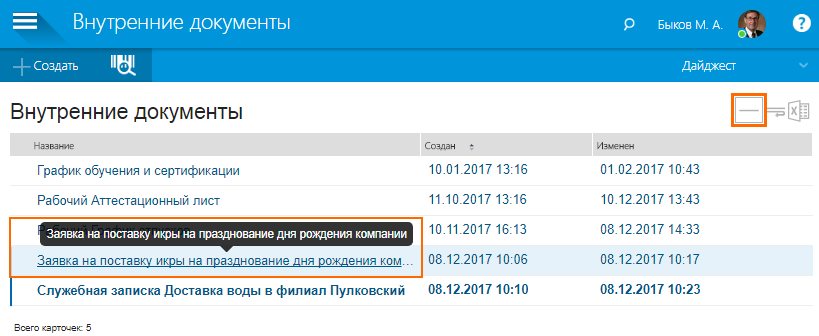 Внутренние документы
Быков М. А.
?
Создать
Дайджест
Внутренние документы
Название Создан Изменен
График обучения и сертификации 10.01.2017 13:16 01.02.2017 10:43
Рабочий Аттестационный лист 11.10.2017 13:16 10.12.2017 13:43
10.11.2017 16:13 08.12.2017 14:33
Заявка на поставку икры на празднование дня рождения компании
Заявка на поставку икры на празднование дня рождения ком... 08.12.2017 10:06 08.12.2017 10:17
Служебная записка Доставка воды в филиал Пулковский 08.12.2017 10:10 08.12.2017 10:23
Всего карточек: 5